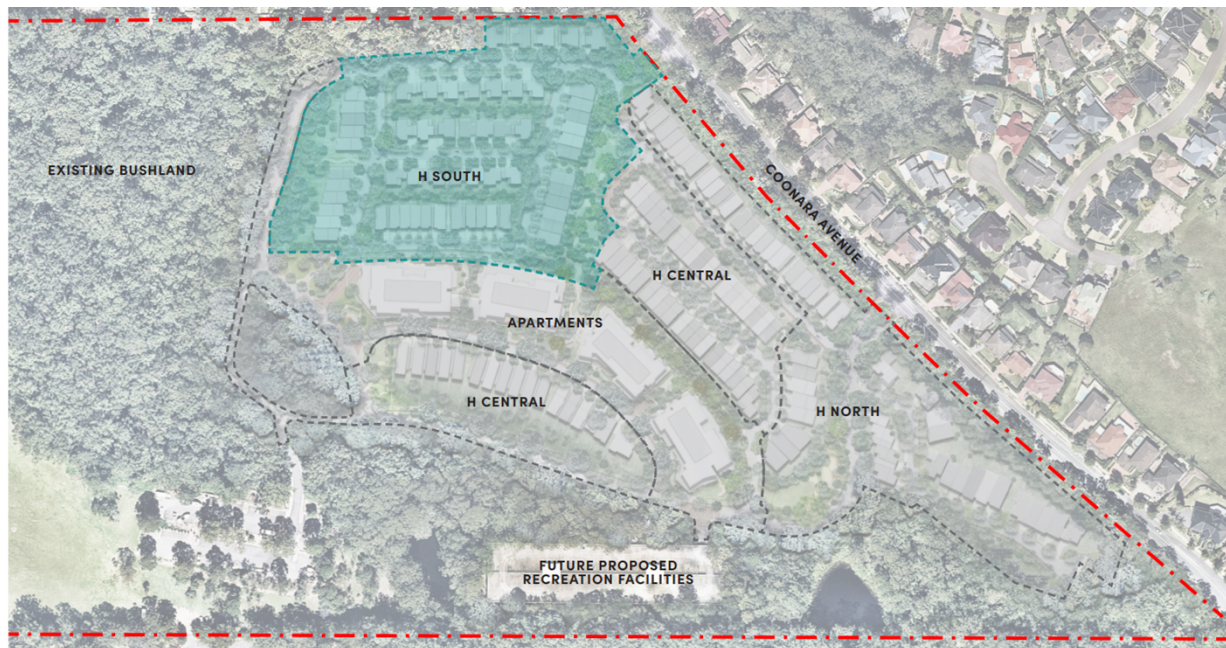 EXISTING BUSHLAND
H SOUTH
COONARA AVENUE
H CENTRAL
APARTMENTS
H CENTRAL
H NORTH
FUTURE PROPOSED
RECREATION FACILITIES